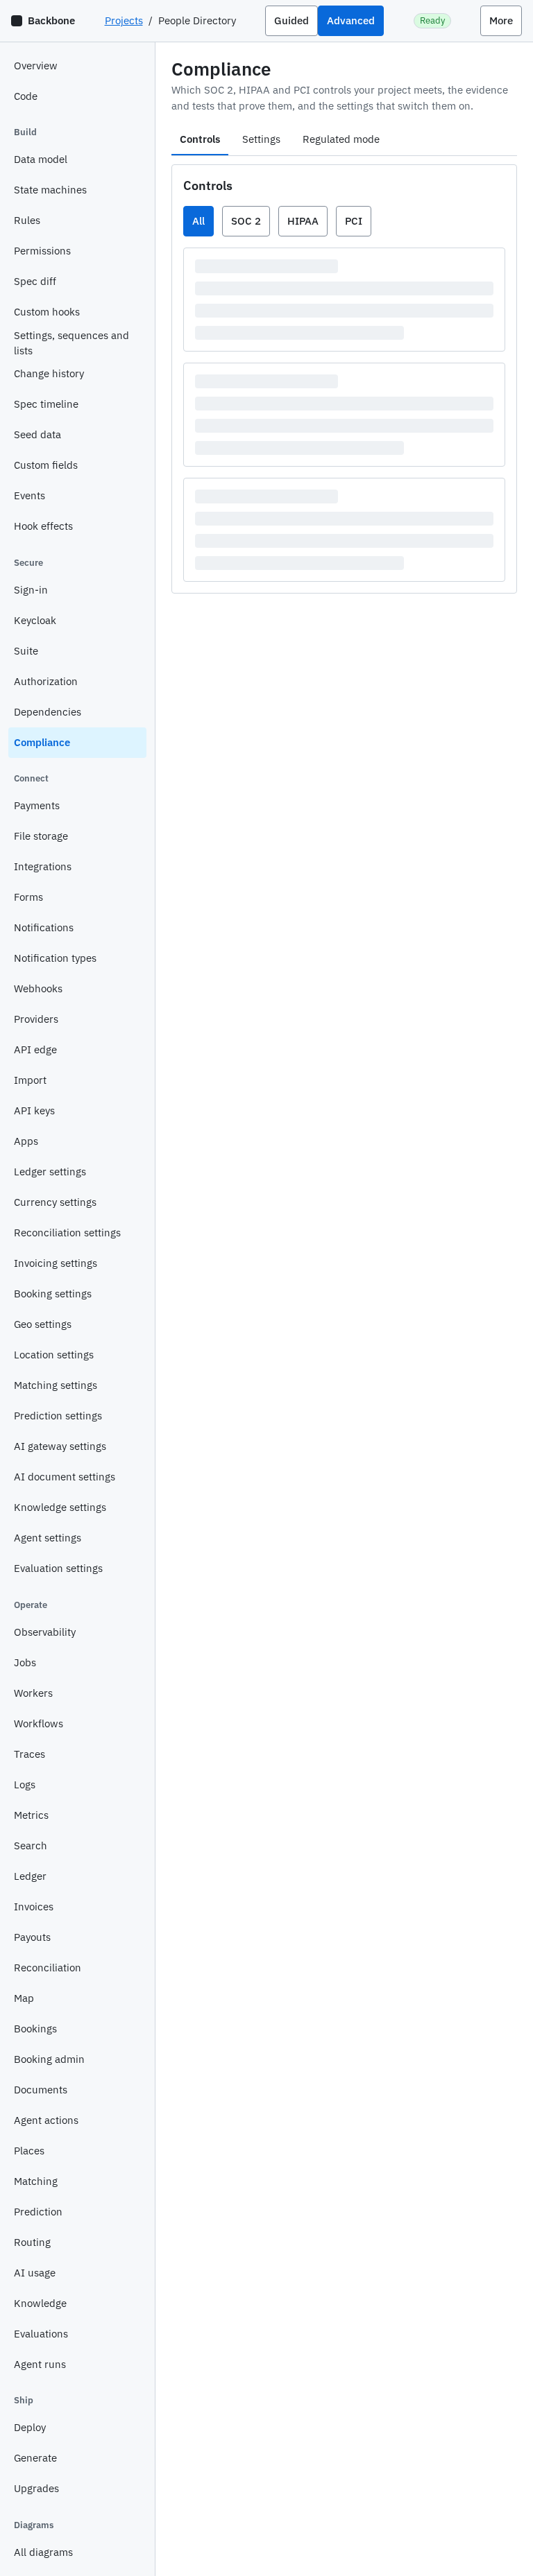 Backbone
Projects / People Directory
Guided
Advanced
Ready
More
Overview
Code
Build
Data model
State machines
Rules
Permissions
Spec diff
Custom hooks
Settings, sequences and
lists
Change history
Spec timeline
Seed data
Custom fields
Events
Hook effects
Secure
Sign-in
Keycloak
Suite
Authorization
Dependencies
Compliance
Connect
Payments
File storage
Integrations
Forms
Notifications
Notification types
Webhooks
Providers
API edge
Import
API keys
Apps
Ledger settings
Currency settings
Reconciliation settings
Invoicing settings
Booking settings
Geo settings
Location settings
Matching settings
Prediction settings
AI gateway settings
AI document settings
Knowledge settings
Agent settings
Evaluation settings
Operate
Observability
Jobs
Workers
Workflows
Traces
Logs
Metrics
Search
Ledger
Invoices
Payouts
Reconciliation
Map
Bookings
Booking admin
Documents
Agent actions
Places
Matching
Prediction
Routing
AI usage
Knowledge
Evaluations
Agent runs
Ship
Deploy
Generate
Upgrades
Diagrams
All diagrams
Compliance
Which SOC 2, HIPAA and PCI controls your project meets, the evidence
and tests that prove them, and the settings that switch them on.
Controls
Settings
Regulated mode
Controls
All
SOC 2
HIPAA
PCI